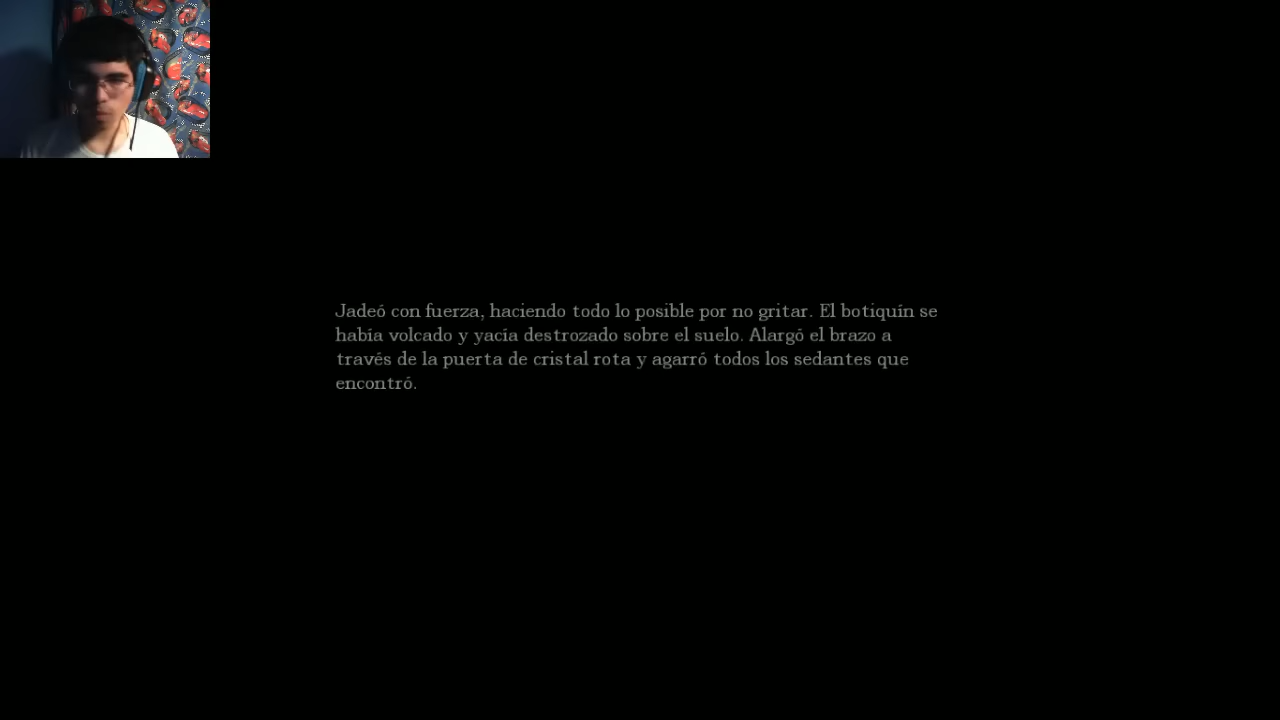 Jadeó con fuerza, haciendo todo lo posible por no gritar. El botiquín se
había volcado y yacía destrozado sobre el suelo. Alargó el brazo a
través de la puerta de cristal rota y agarró todos los sedantes que
encontró.